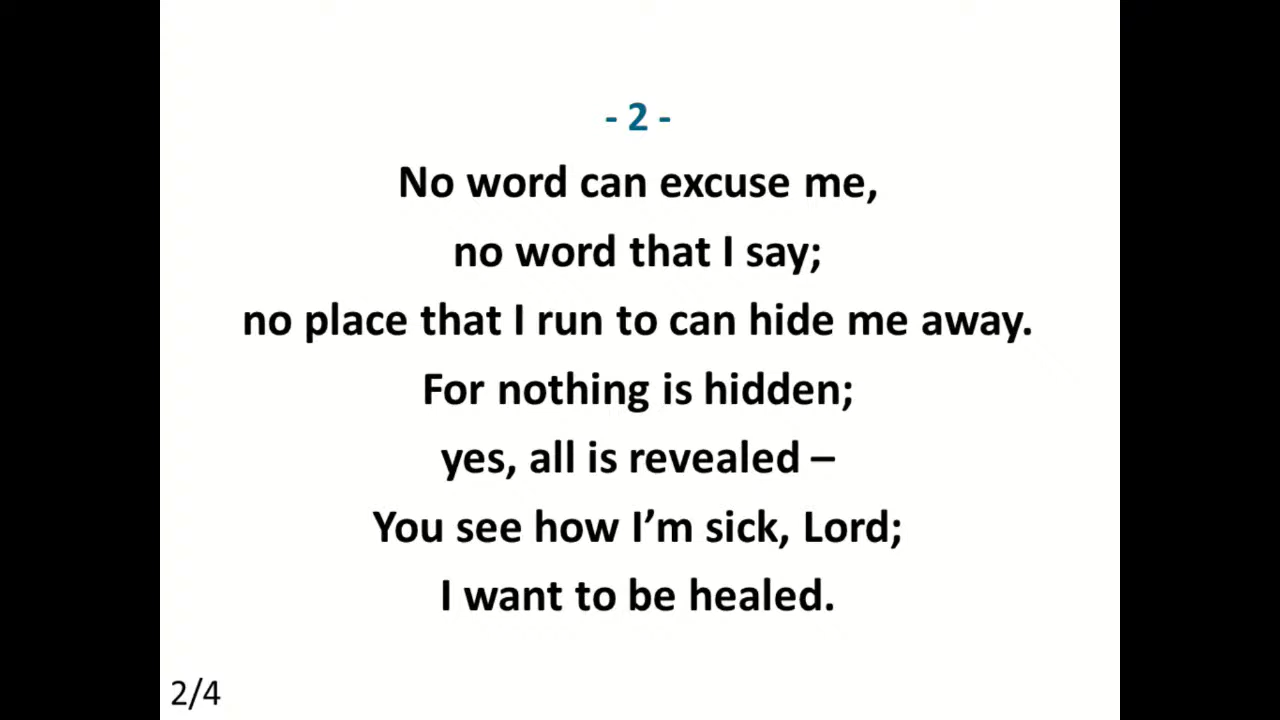 - 2 -
No word can excuse me,
no word that I say;
no place that I run to can hide me away.
For nothing is hidden;
yes, all is revealed –
You see how I’m sick, Lord;
I want to be healed.
2/4